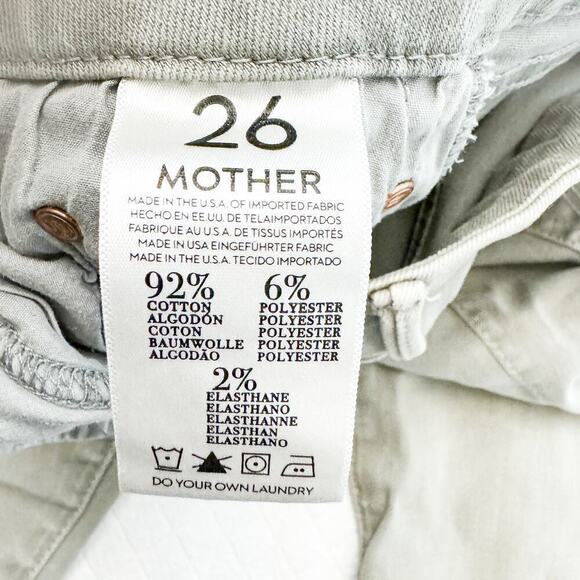 26
MOTHER
MADE IN THE U.S.A. OF IMPORTED FABRIC
HECHO EN EE.UU. DE TELAIMPORTADOS
FABRIQUE AU U.S.A. DE TISSUS IMPORTÉS
MADE IN USA EINGEFÜHRTER FABRIC
MADE IN THE U.S.A. TECIDO IMPORTADO
92% 6%
COTTON POLYESTER
ALGODÓN POLYESTER
COTON POLYESTER
BAUMWOLLE POLYESTER
ALGODÃO POLYESTER
2%
ELASTHANE
ELASTHANO
ELASTHANNE
ELASTHAN
ELASTHANO
DO YOUR OWN LAUNDRY